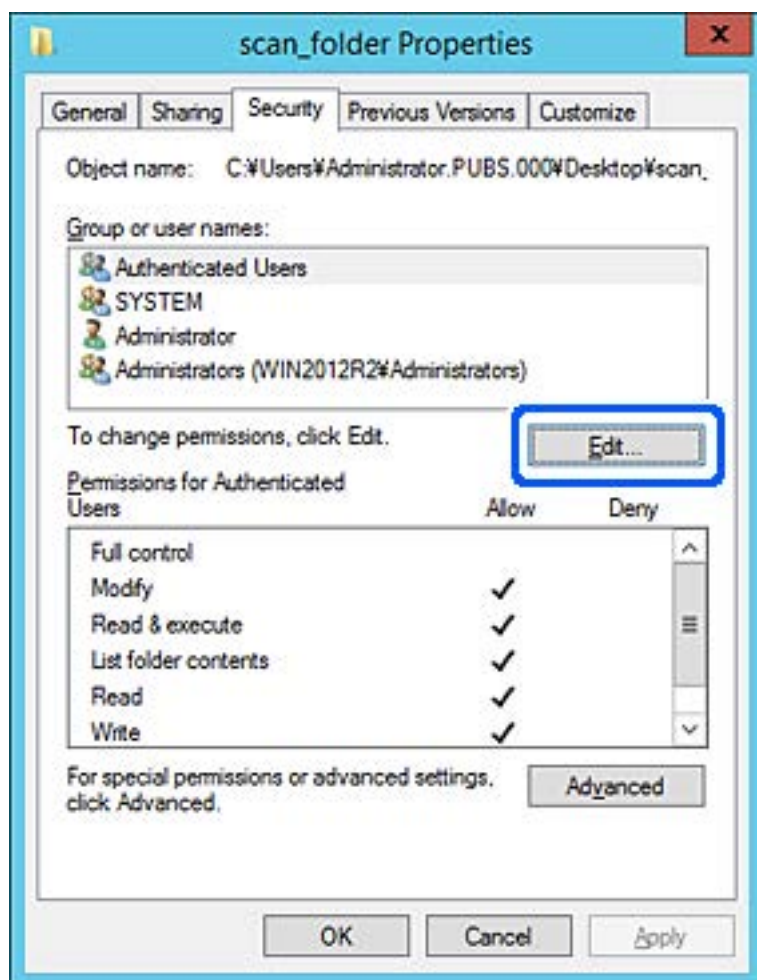 scan_folder Properties
x
General Sharing Security Previous Versions Customize
Object name: C:¥Users¥Administrator.PUBS.000¥Desktop¥scan_
Group or user names:
Authenticated Users
SYSTEM
Administrator
Administrators (WIN2012R2¥Administrators)
To change permissions, click Edit.
Edit...
Permissions for Authenticated
Users Allow Deny
Full control
Modify
Read & execute
List folder contents
Read
Write
For special permissions or advanced settings,
click Advanced.
Advanced
OK Cancel Apply